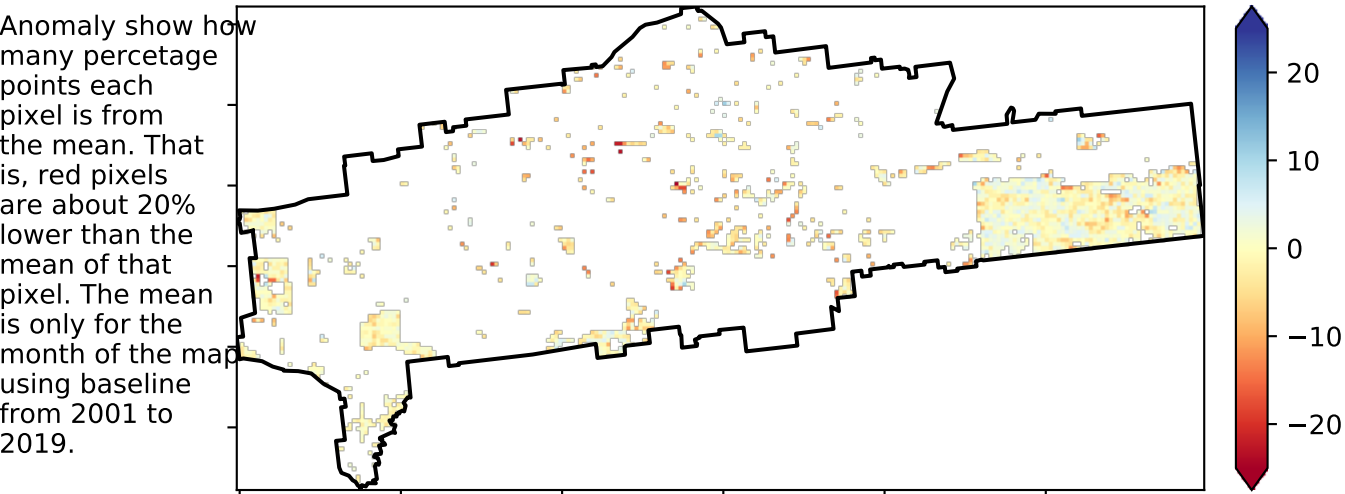 Anomaly show how
many percetage
points each
pixel is from
the mean. That
is, red pixels
are about 20%
lower than the
mean of that
pixel. The mean
is only for the
month of the map
using baseline
from 2001 to
2019.
20
10
0
−10
−20